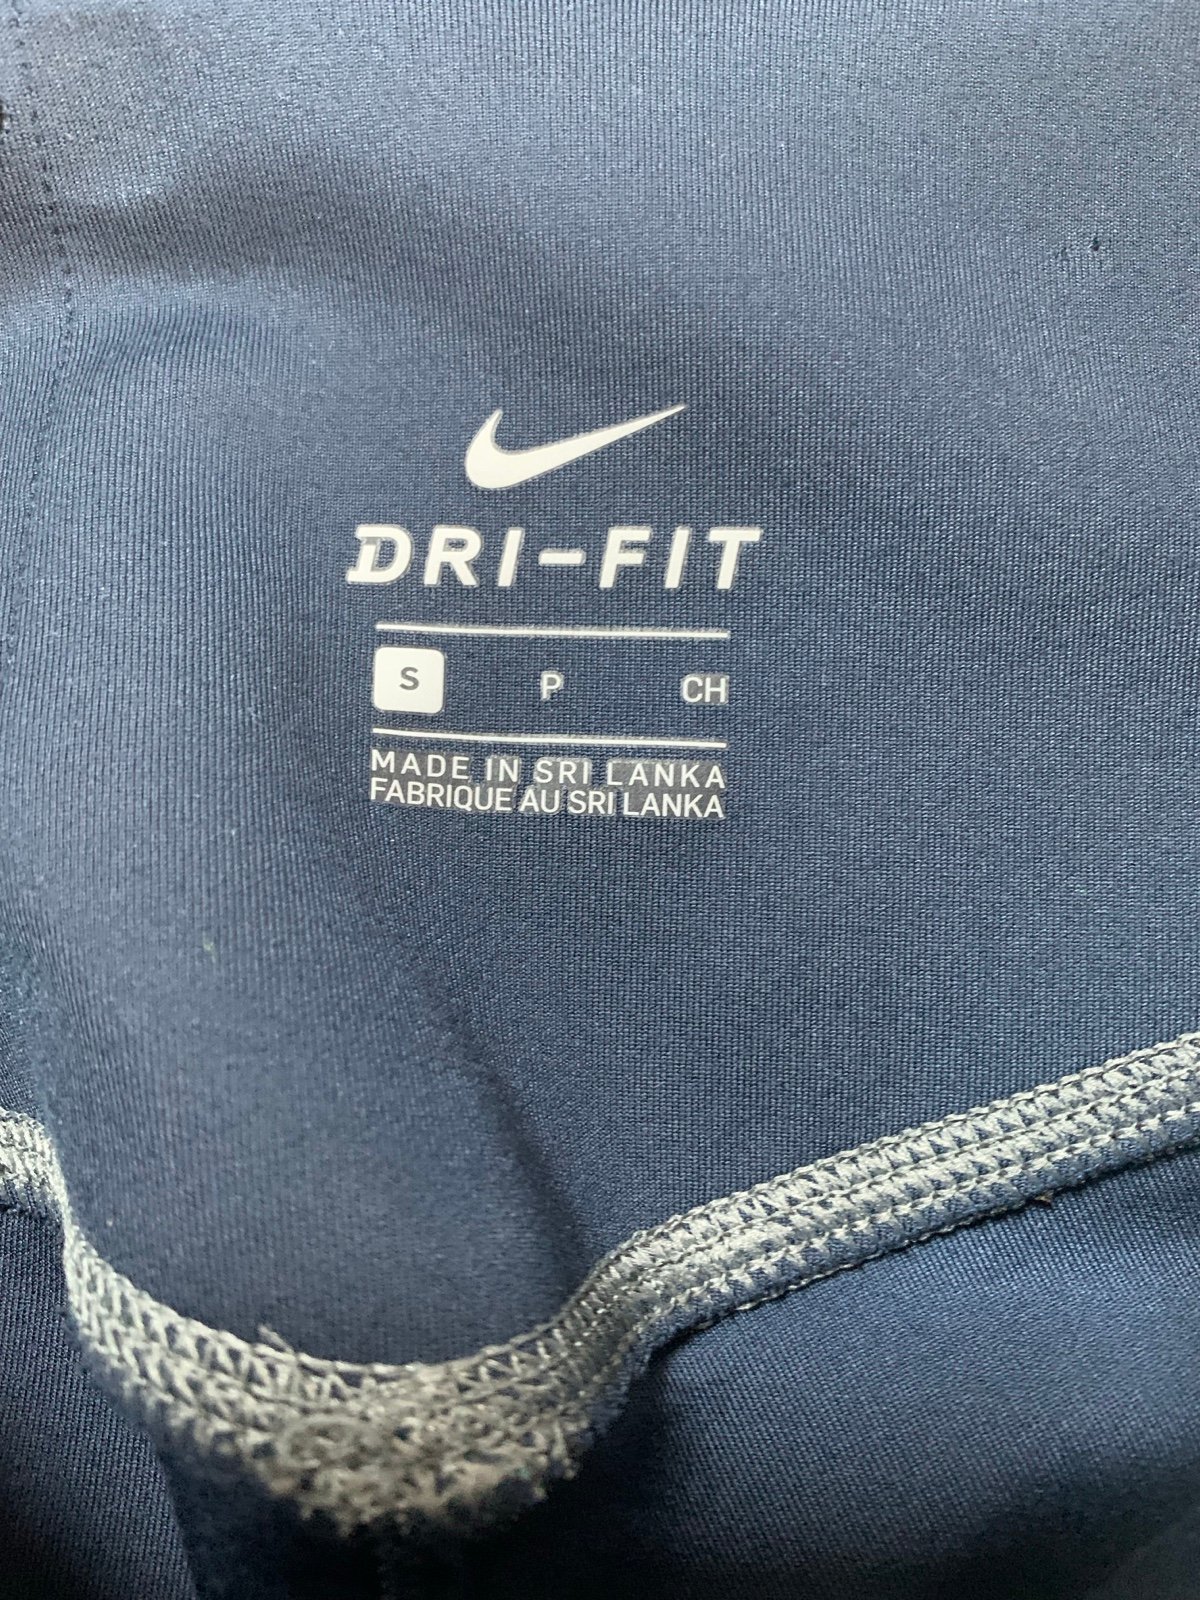 DRI-FIT
S P CH
MADE IN SRI LANKA
FABRIQUE AU SRI LANKA